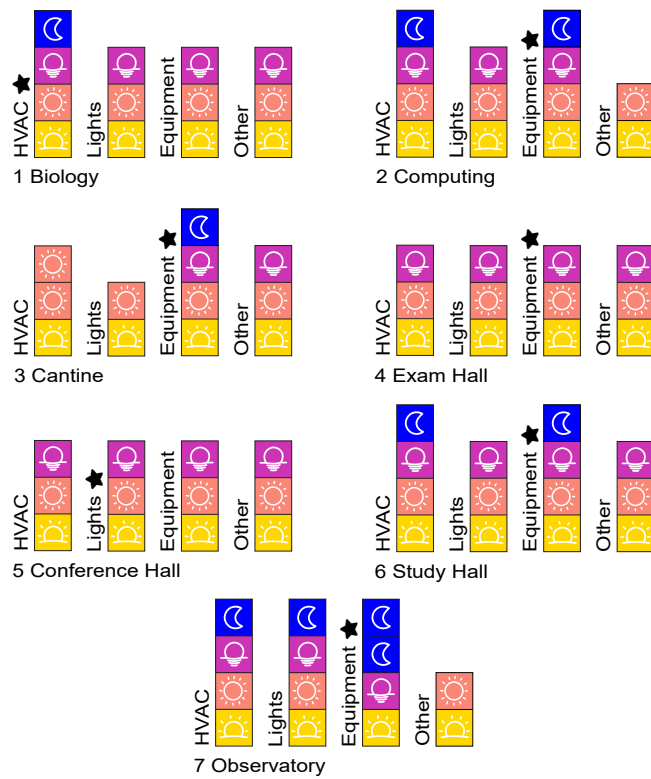 HVAC
Lights
Equipment
Other
1 Biology
HVAC
Lights
Equipment
Other
2 Computing
HVAC
Lights
Equipment
Other
3 Cantine
HVAC
Lights
Equipment
Other
4 Exam Hall
HVAC
Lights
Equipment
Other
5 Conference Hall
HVAC
Lights
Equipment
Other
6 Study Hall
HVAC
Lights
Equipment
Other
7 Observatory